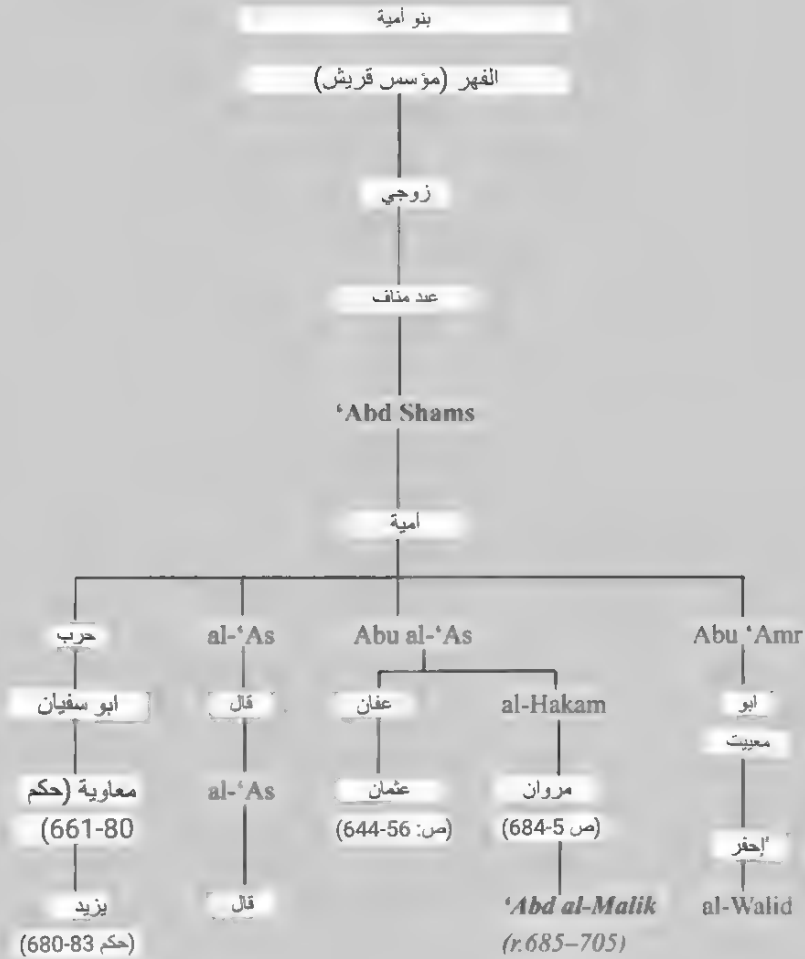 بنو أمية
الفهر (مؤسس قريش)
زوجي
عبد مناف
‘Abd Shams
أمية
حرب
al-‘As
Abu al-‘As
Abu ‘Amr
ابو سفيان
قال
عفان
al-Hakam
ابو
معييت
معاوية (حكم
661-80)
al-‘As
عثمان
(ص: 56-644)
مروان
(ص 5-684)
إحفر'
يزيد
(حكم 83-680)
قال
‘Abd al-Malik
(r.685–705)
al-Walid